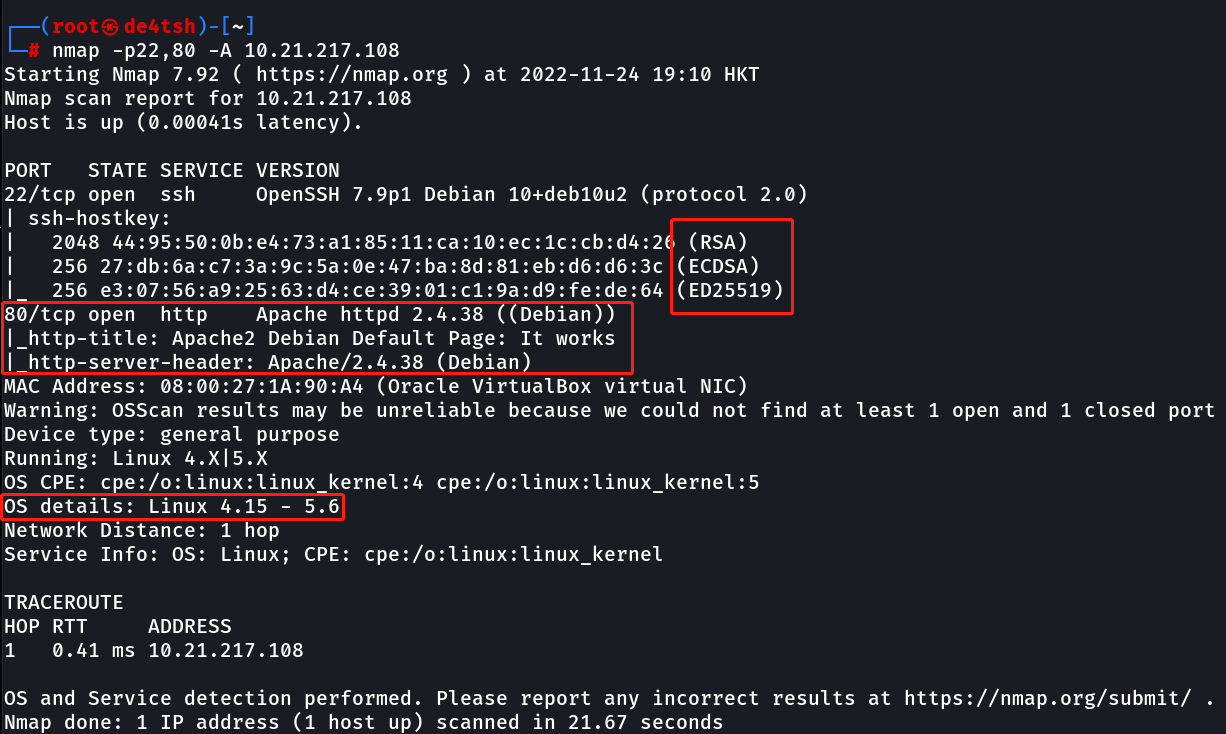 ┌──(root㉿de4tsh)-[~]
└─# nmap -p22,80 -A 10.21.217.108
Starting Nmap 7.92 ( https://nmap.org ) at 2022-11-24 19:10 HKT
Nmap scan report for 10.21.217.108
Host is up (0.00041s latency).
PORT   STATE SERVICE VERSION
22/tcp open  ssh     OpenSSH 7.9p1 Debian 10+deb10u2 (protocol 2.0)
| ssh-hostkey:
|   2048 44:95:50:0b:e4:73:a1:85:11:ca:10:ec:1c:cb:d4:26 (RSA)
|   256 27:db:6a:c7:3a:9c:5a:0e:47:ba:8d:81:eb:d6:d6:3c (ECDSA)
|_  256 e3:07:56:a9:25:63:d4:ce:39:01:c1:9a:d9:fe:de:64 (ED25519)
80/tcp open  http    Apache httpd 2.4.38 ((Debian))
|_http-title: Apache2 Debian Default Page: It works
|_http-server-header: Apache/2.4.38 (Debian)
MAC Address: 08:00:27:1A:90:A4 (Oracle VirtualBox virtual NIC)
Warning: OSScan results may be unreliable because we could not find at least 1 open and 1 closed port
Device type: general purpose
Running: Linux 4.X|5.X
OS CPE: cpe:/o:linux:linux_kernel:4 cpe:/o:linux:linux_kernel:5
OS details: Linux 4.15 - 5.6
Network Distance: 1 hop
Service Info: OS: Linux; CPE: cpe:/o:linux:linux_kernel
TRACEROUTE
HOP RTT     ADDRESS
1   0.41 ms 10.21.217.108
OS and Service detection performed. Please report any incorrect results at https://nmap.org/submit/ .
Nmap done: 1 IP address (1 host up) scanned in 21.67 seconds